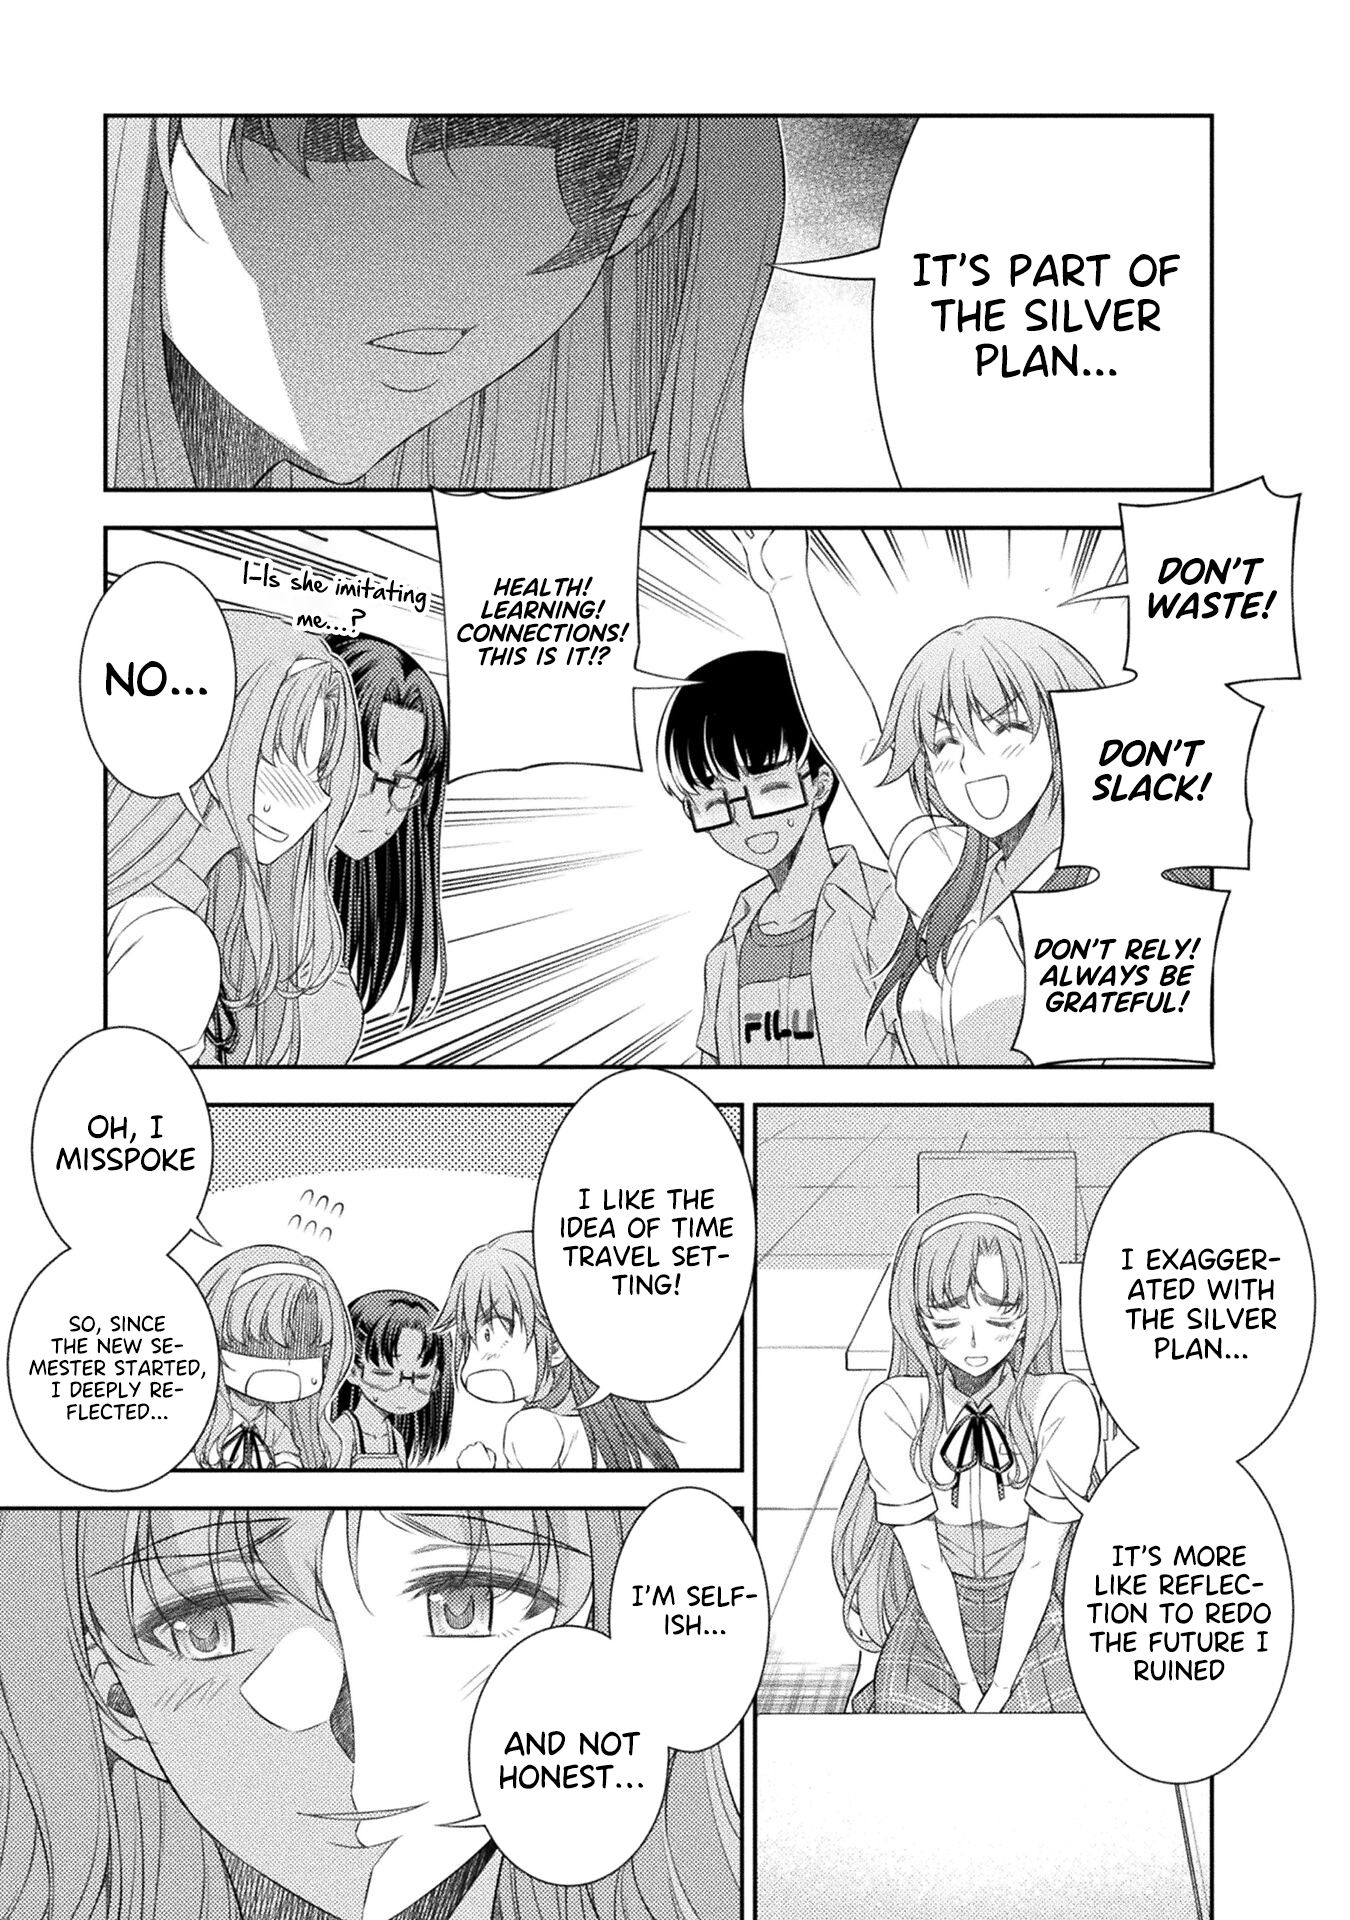 IT'S PART OF
THE SILVER
PLAN...
DON'T
WASTE!
DON'T
SLACK!
DON'T RELY!
ALWAYS BE
GRATEFUL!
HEALTH!
LEARNING!
CONNECTIONS!
THIS IS IT!?
FILU
I-Is she imitating
me...?
NO...
I EXAGGER-
ATED WITH
THE SILVER
PLAN...
IT'S MORE
LIKE REFLEC-
TION TO REDO
THE FUTURE I
RUINED
I LIKE THE
IDEA OF TIME
TRAVEL SET-
TING!
OH, I
MISSPOKE
SO, SINCE
THE NEW SE-
MESTER STARTED,
I DEEPLY RE-
FLECTED...
I'M SELF-
ISH...
AND NOT
HONEST...